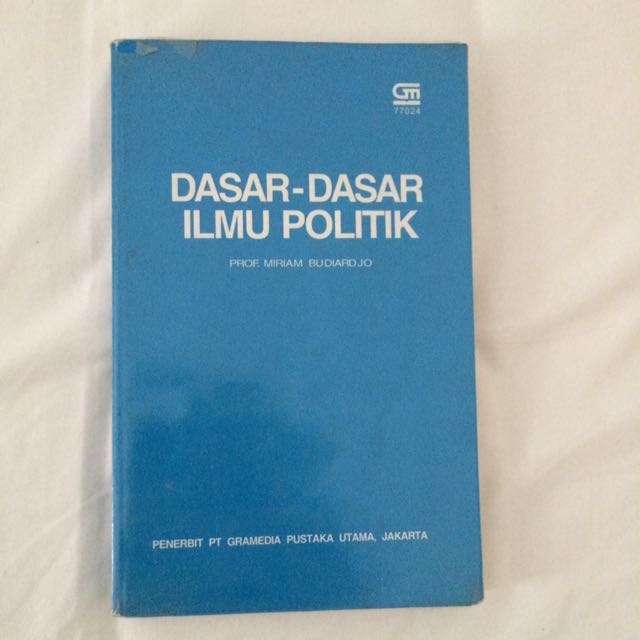 GM
77024
DASAR-DASAR
ILMU POLITIK
PROF. MIRIAM BUDIARDJO
PENERBIT PT GRAMEDIA PUSTAKA UTAMA, JAKARTA